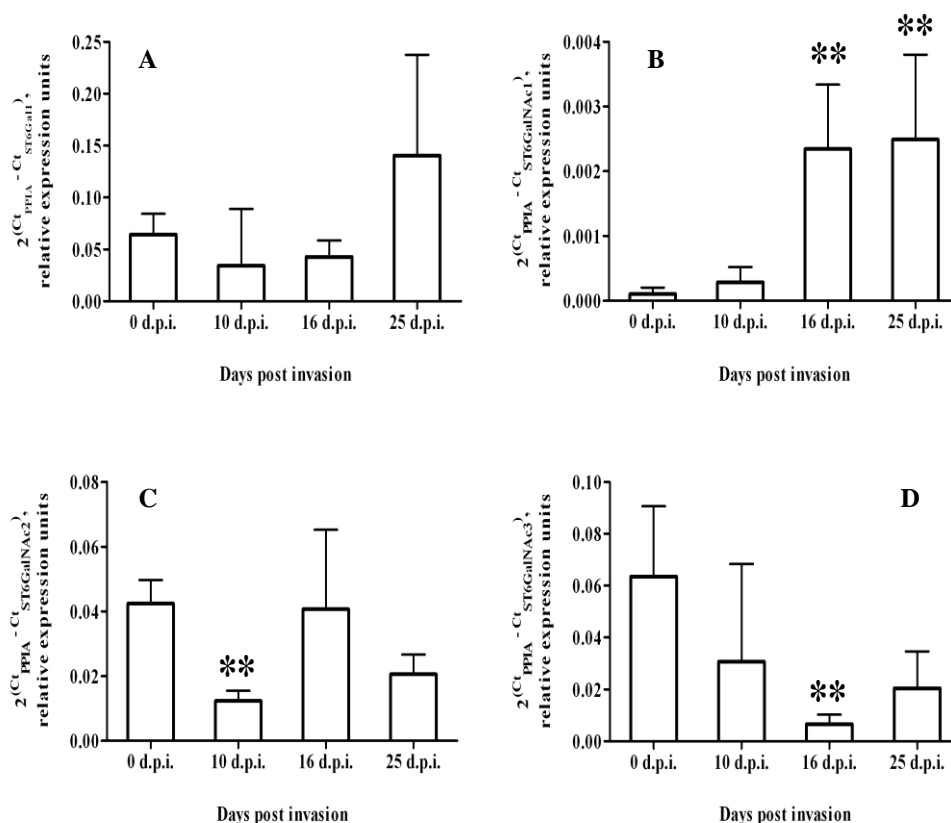 A
2^(Ct_PPIA - Ct_ST6Gal1),
relative expression units
0.25
0.20
0.15
0.10
0.05
0.00
0 d.p.i. 10 d.p.i. 16 d.p.i. 25 d.p.i.
Days post invasion
B
2^(Ct_PPIA - Ct_ST6GalNAc1),
relative expression units
0.004
0.003
0.002
0.001
0.000
** **
0 d.p.i. 10 d.p.i. 16 d.p.i. 25 d.p.i.
Days post invasion
C
2^(Ct_PPIA - Ct_ST6GalNAc2),
relative expression units
0.08
0.06
0.04
0.02
0.00
**
0 d.p.i. 10 d.p.i. 16 d.p.i. 25 d.p.i.
Days post invasion
D
2^(Ct_PPIA - Ct_ST6GalNAc3),
relative expression units
0.10
0.08
0.06
0.04
0.02
0.00
**
0 d.p.i. 10 d.p.i. 16 d.p.i. 25 d.p.i.
Days post invasion